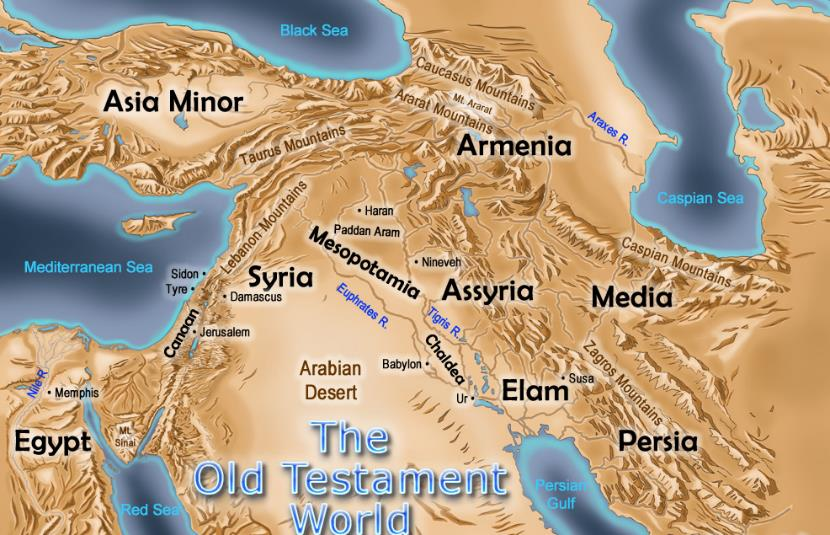 Black Sea
Caucasus Mountains
Asia Minor
Mt. Ararat
Ararat Mountains
Araxes R.
Taurus Mountains
Armenia
Caspian Sea
Lebanon Mountains
Haran
Paddan Aram
Mesopotamia
Caspian Mountains
Mediterranean Sea
Sidon
Tyre
Syria
Nineveh
Assyria
Media
Damascus
Euphrates R.
Tigris R.
Canaan
Jerusalem
Chaldea
Zagros Mountains
Babylon
Arabian
Desert
Nile R.
Memphis
Ur
Elam
Susa
Egypt
Mt.
Sinai
The
Old Testament
World
Persia
Persian
Gulf
Red Sea